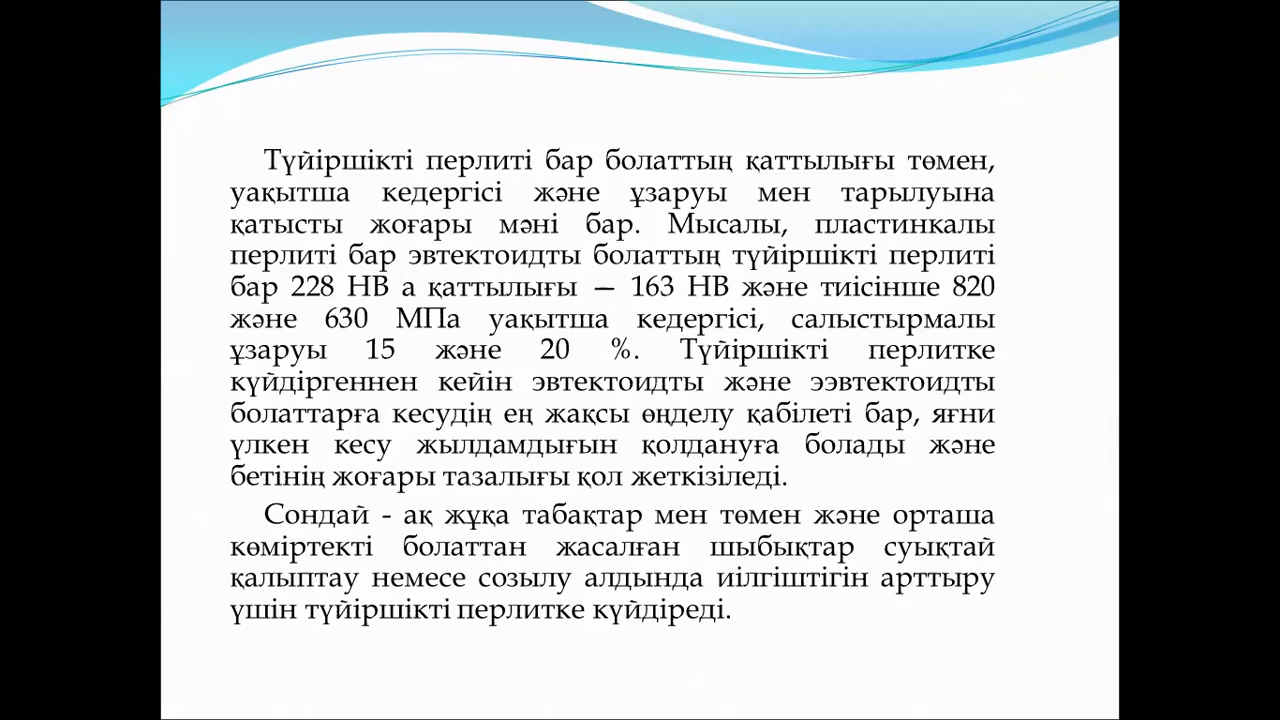 Түйіршікті перлиті бар болаттың қаттылығы төмен,
уақытша кедергісі және ұзаруы мен тарылуына
қатысты жоғары мәні бар. Мысалы, пластинкалы
перлиті бар эвтектоидты болаттың түйіршікті перлиті
бар 228 НВ а қаттылығы — 163 НВ және тиісінше 820
және 630 МПа уақытша кедергісі, салыстырмалы
ұзаруы 15 және 20 %. Түйіршікті перлитке
күйдіргеннен кейін эвтектоидты және эзвтектоидты
болаттарға кесудің ең жақсы өңделу қабілеті бар, яғни
үлкен кесу жылдамдығын қолдануға болады және
бетінің жоғары тазалығы қол жеткізіледі.
Сондай - ақ жұқа табақтар мен төмен және орташа
көміртекті болаттан жасалған шыбықтар суықтай
қалыптау немесе созылу алдында иілгіштігін арттыру
үшін түйіршікті перлитке күйдіреді.